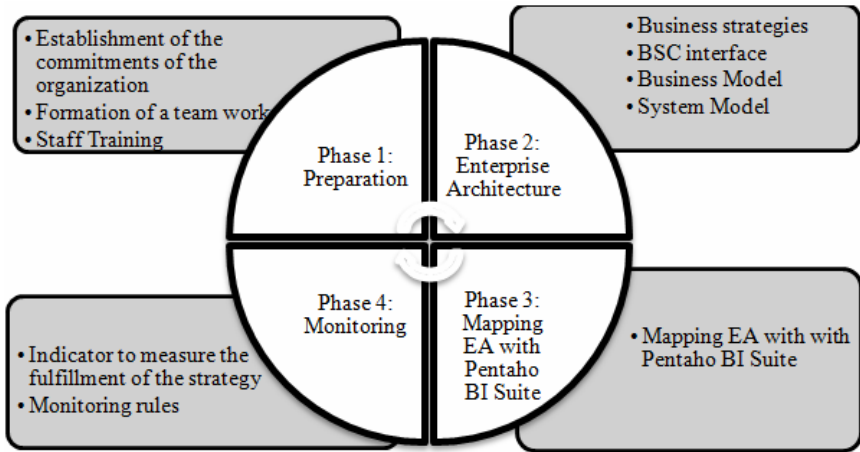 • Establishment of the
commitments of the
organization
• Formation of a team work
• Staff Training
• Business strategies
• BSC interface
• Business Model
• System Model
Phase 1:
Preparation
Phase 2:
Enterprise
Architecture
Phase 4:
Monitoring
Phase 3:
Mapping
EA with
Pentaho
BI Suite
• Indicator to measure the
fulfillment of the strategy
• Monitoring rules
• Mapping EA with with
Pentaho BI Suite